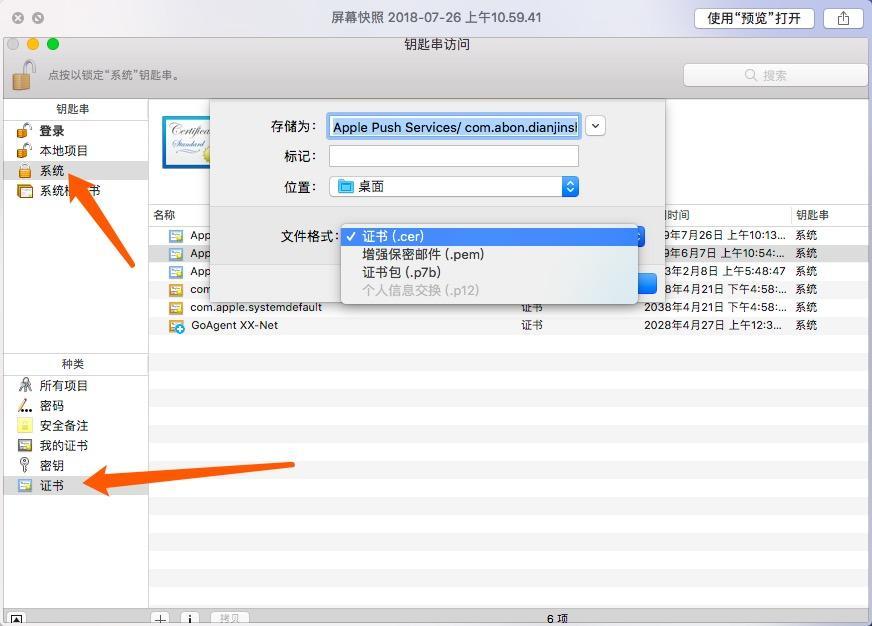 屏幕快照 2018-07-26 上午10.59.41
使用“预览”打开
钥匙串访问
点按以锁定“系统”钥匙串。
搜索
钥匙串
登录
本地项目
系统
系统 书
Certifica
Standard
存储为：
Apple Push Services/ com.abon.dianjinsl
标记：
位置：
桌面
文件格式：
✓ 证书 (.cer)
增强保密邮件 (.pem)
证书包 (.p7b)
个人信息交换 (.p12)
名称
时间
钥匙串
App
9年7月26日 上午10:13...
系统
App
9年6月7日 上午10:54:...
系统
App
3年2月8日 上午5:48:47
系统
com
2038年4月21日 下午4:58:...
系统
com.apple.systemdefault
证书
2038年4月21日 下午4:58:...
系统
GoAgent XX-Net
证书
2028年4月27日 上午12:3...
系统
种类
所有项目
密码
安全备注
我的证书
密钥
证书
+
i
拷贝
6 项